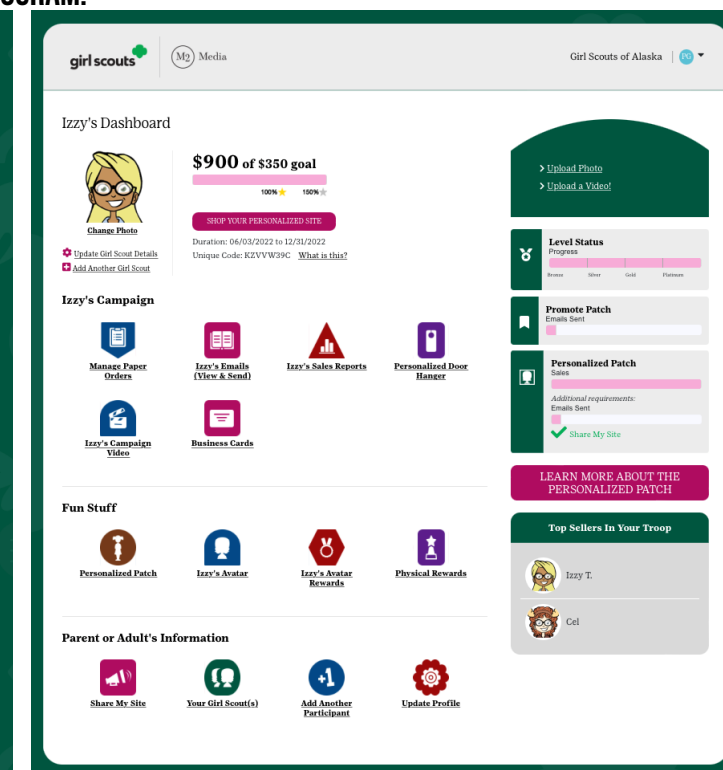 OGRAM:
girl scouts
M2 Media
Girl Scouts of Alaska | PG
Izzy's Dashboard
$900 of $350 goal
100% 150%
SHOP YOUR PERSONALIZED SITE
Duration: 06/03/2022 to 12/31/2022
Unique Code: KZVVW39C What is this?
Change Photo
Update Girl Scout Details
Add Another Girl Scout
> Upload Photo
> Upload a Video!
Level Status
Progress
Bronze Silver Gold Platinum
Promote Patch
Emails Sent
Personalized Patch
Sales
Additional requirements:
Emails Sent
Share My Site
LEARN MORE ABOUT THE
PERSONALIZED PATCH
Top Sellers In Your Troop
Izzy T.
Cel
Izzy's Campaign
Manage Paper
Orders
Izzy's Emails
(View & Send)
Izzy's Sales Reports
Personalized Door
Hanger
Izzy's Campaign
Video
Business Cards
Fun Stuff
Personalized Patch
Izzy's Avatar
Izzy's Avatar
Rewards
Physical Rewards
Parent or Adult's Information
Share My Site
Your Girl Scout(s)
+1
Add Another
Participant
Update Profile